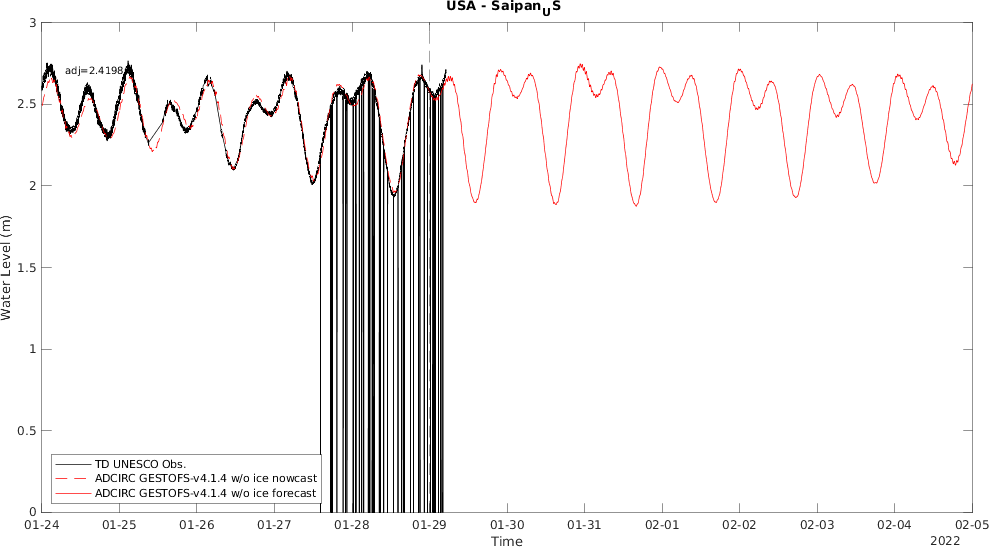 USA - SaipanUS
3
adj=2.4198
2.5
2
1.5
1
0.5
0
Water Level (m)
TD UNESCO Obs.
ADCIRC GESTOFS-v4.1.4 w/o ice nowcast
ADCIRC GESTOFS-v4.1.4 w/o ice forecast
01-24 01-25 01-26 01-27 01-28 01-29 01-30 01-31 02-01 02-02 02-03 02-04 02-05
Time
2022